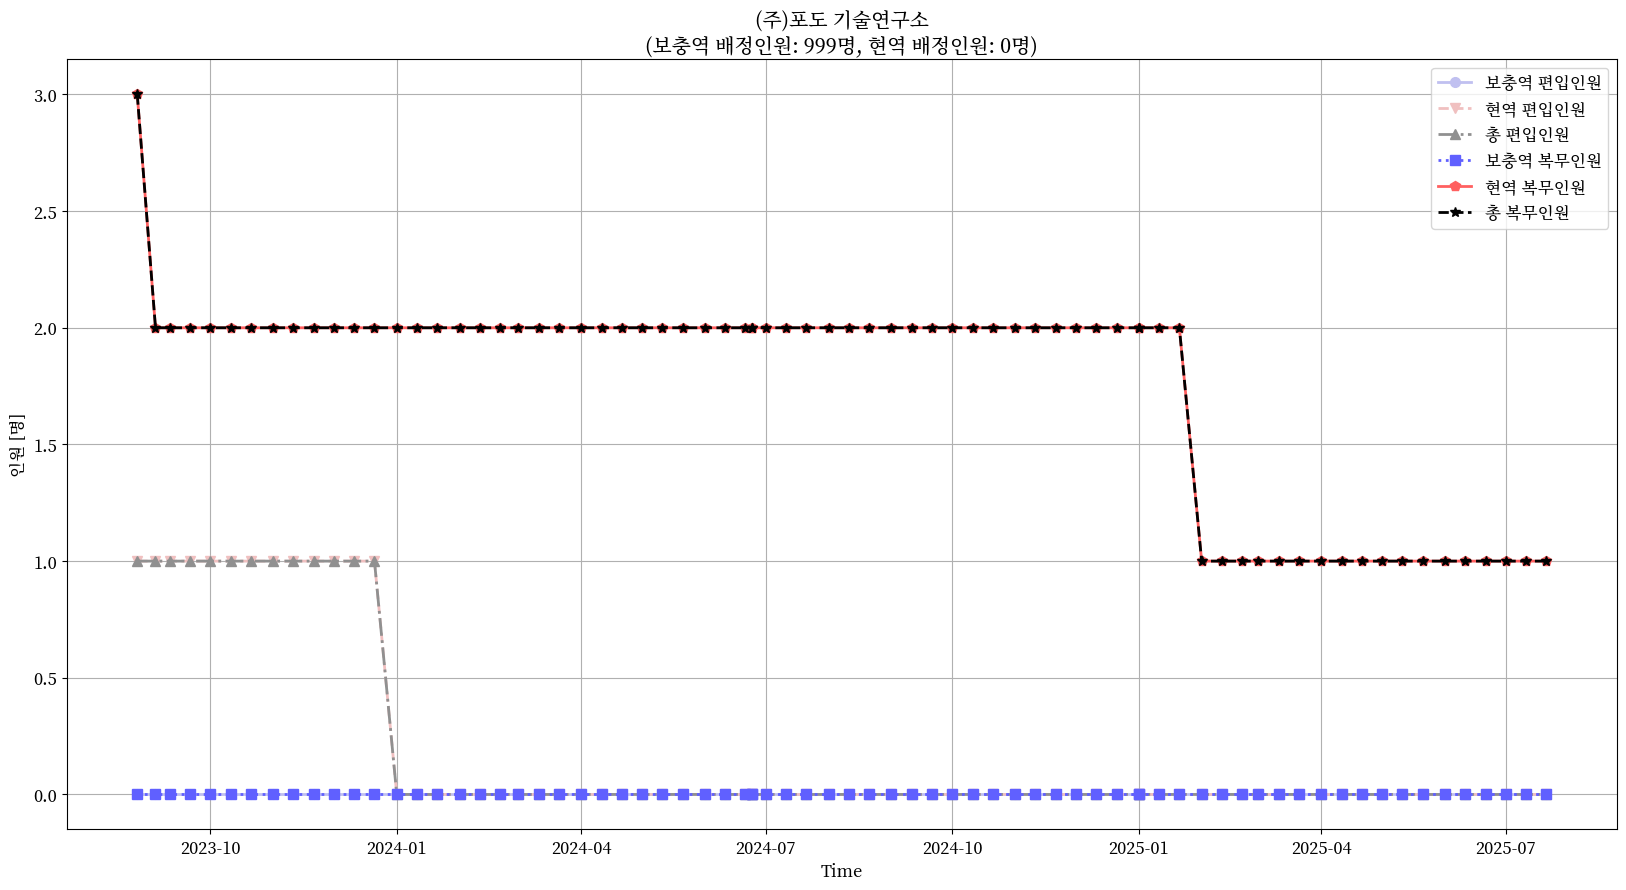 (주)포도 기술연구소
(보충역 배정인원: 999명, 현역 배정인원: 0명)
보충역 편입인원
현역 편입인원
총 편입인원
보충역 복무인원
현역 복무인원
총 복무인원
인원 [명]
3.0
2.5
2.0
1.5
1.0
0.5
0.0
2023-10
2024-01
2024-04
2024-07
2024-10
2025-01
2025-04
2025-07
Time